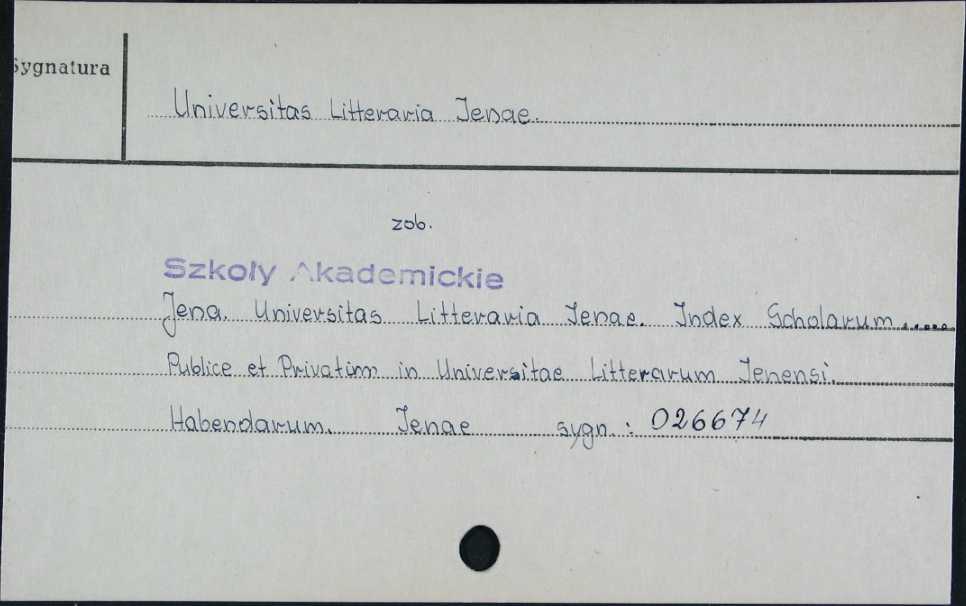 Sygnatura
Universitas Litteraria Jenae.
zob.
Szkoły Akademickie
Jena. Universitas Litteraria Jenae. Index Scholarum.....
Publice et Privatim in Universitae Litterarum Jenensi.
Habendarum. Jenae sygn.: 026674